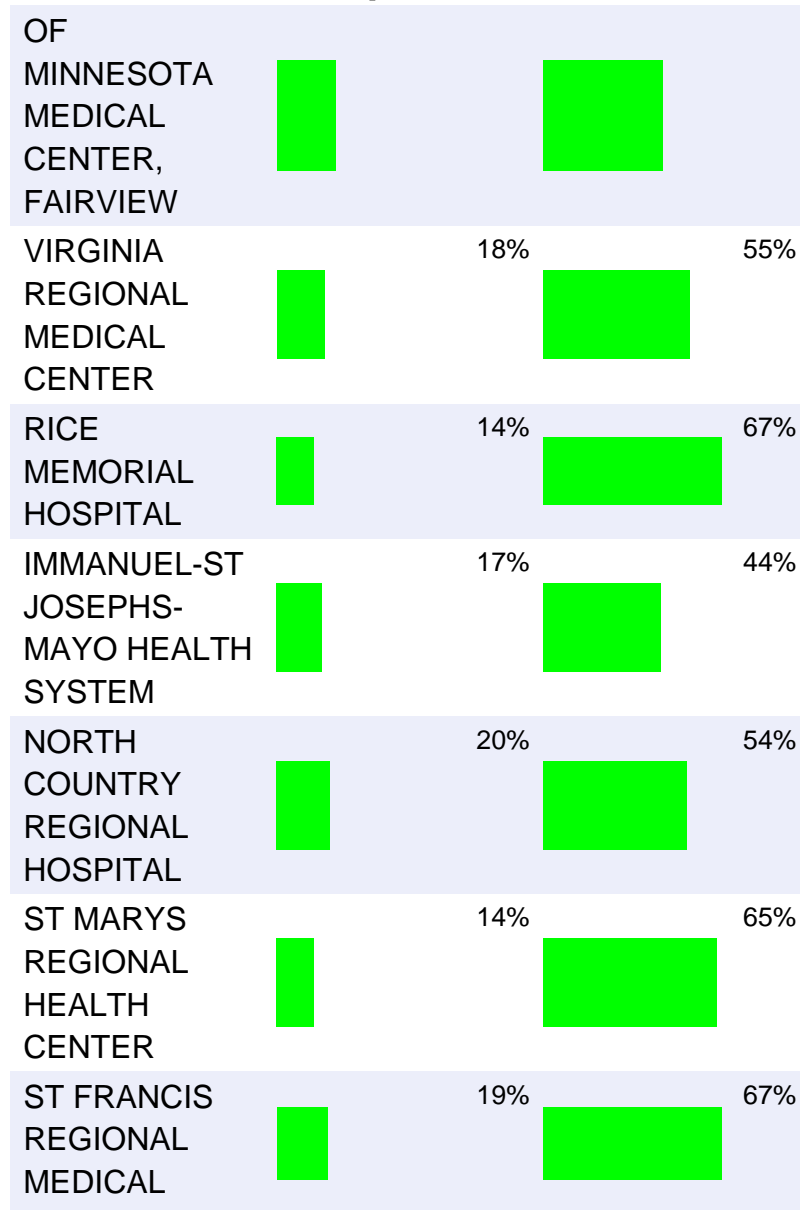 OF
MINNESOTA
MEDICAL
CENTER,
FAIRVIEW
VIRGINIA 18% 55%
REGIONAL
MEDICAL
CENTER
RICE 14% 67%
MEMORIAL
HOSPITAL
IMMANUEL-ST 17% 44%
JOSEPHS-
MAYO HEALTH
SYSTEM
NORTH 20% 54%
COUNTRY
REGIONAL
HOSPITAL
ST MARYS 14% 65%
REGIONAL
HEALTH
CENTER
ST FRANCIS 19% 67%
REGIONAL
MEDICAL